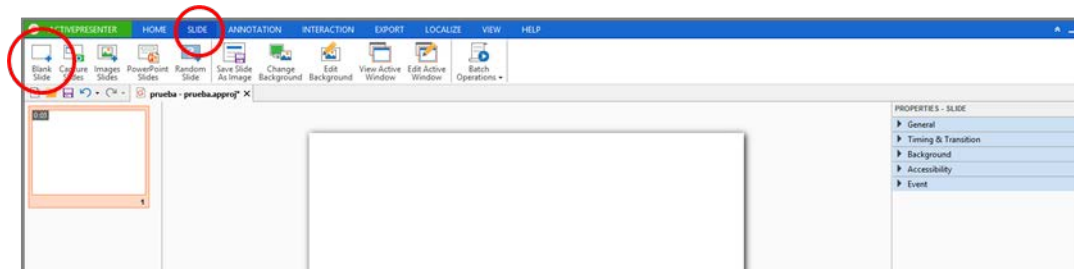 ACTIVEPRESENTER HOME SLIDE ANNOTATION INTERACTION EXPORT LOCALIZE VIEW HELP
Blank Slide
Capture Slides
Images Slides
PowerPoint Slides
Random Slide
Save Slide As Image
Change Background
Edit Background
View Active Window
Edit Active Window
Batch Operations
prueba - prueba.approj* X
0:03
1
PROPERTIES - SLIDE
General
Timing & Transition
Background
Accessibility
Event